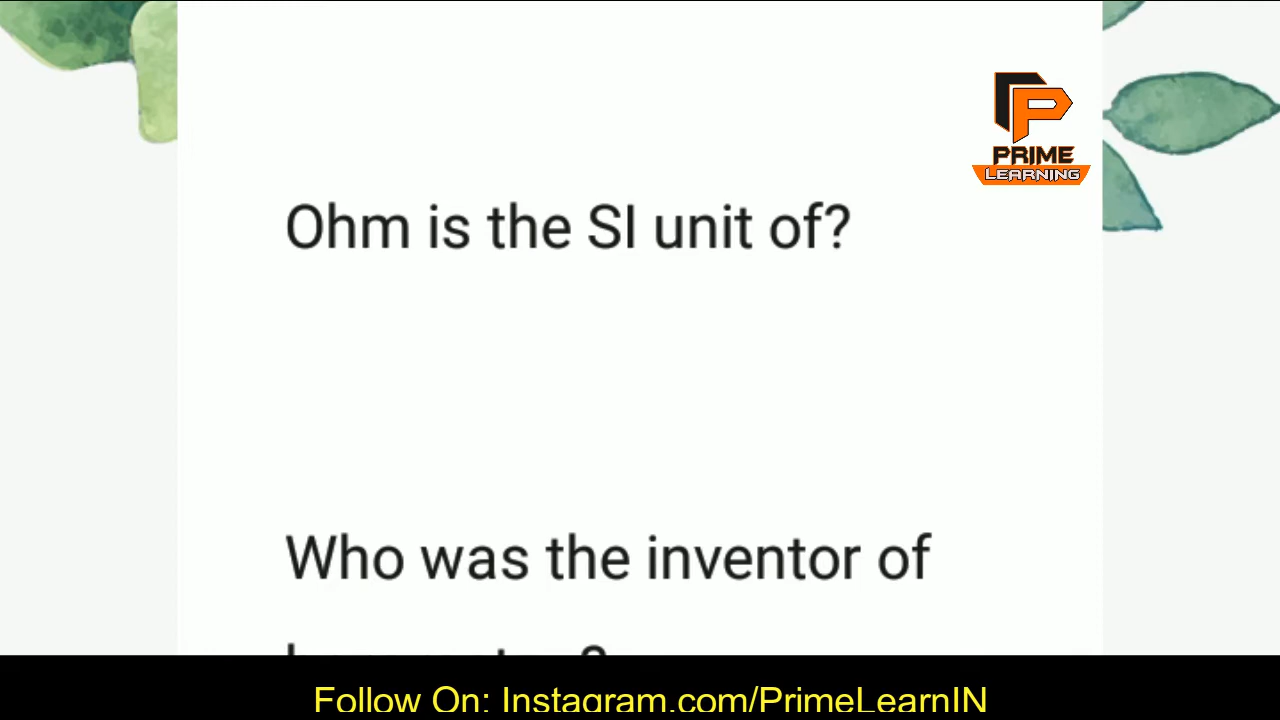 PRIME
LEARNING
Ohm is the SI unit of?
Who was the inventor of
Follow On: Instagram.com/PrimeLearnIN